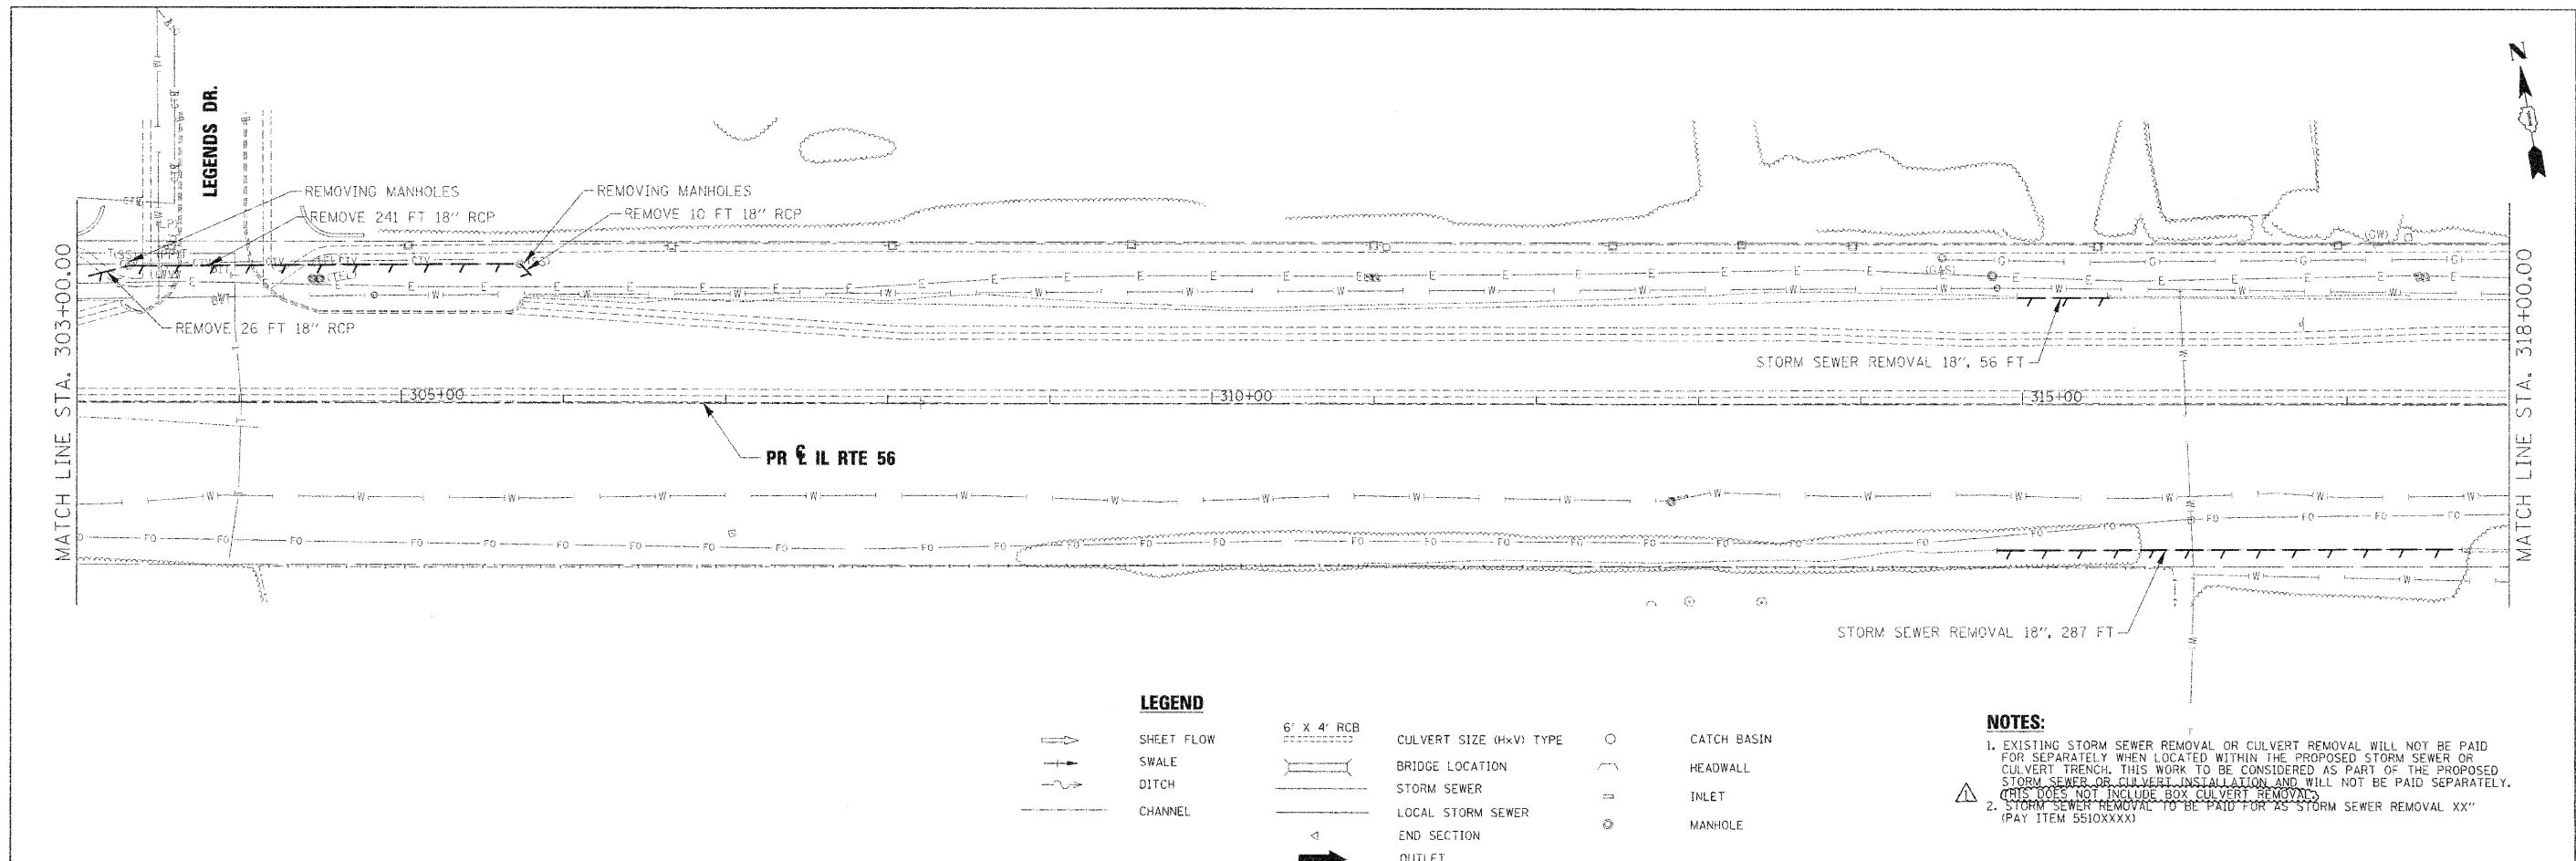 N
LEGENDS DR.
REMOVING MANHOLES
REMOVE 241 FT 18" RCP
REMOVING MANHOLES
REMOVE 10 FT 18" RCP
REMOVE 26 FT 18" RCP
MATCH LINE STA. 303+00.00
MATCH LINE STA. 318+00.00
(GAS)
STORM SEWER REMOVAL 18", 56 FT
305+00
310+00
315+00
PR ℄ IL RTE 56
STORM SEWER REMOVAL 18", 287 FT
LEGEND
SHEET FLOW
SWALE
DITCH
CHANNEL
6' X 4' RCB
CULVERT SIZE (HxV) TYPE
BRIDGE LOCATION
STORM SEWER
LOCAL STORM SEWER
END SECTION
OUTLET
CATCH BASIN
HEADWALL
INLET
MANHOLE
NOTES:
1. EXISTING STORM SEWER REMOVAL OR CULVERT REMOVAL WILL NOT BE PAID
FOR SEPARATELY WHEN LOCATED WITHIN THE PROPOSED STORM SEWER OR
CULVERT TRENCH. THIS WORK TO BE CONSIDERED AS PART OF THE PROPOSED
STORM SEWER OR CULVERT INSTALLATION AND WILL NOT BE PAID SEPARATELY.
1
THIS DOES NOT INCLUDE BOX CULVERT REMOVAL.
2. STORM SEWER REMOVAL TO BE PAID FOR AS STORM SEWER REMOVAL XX"
(PAY ITEM 5510XXXX)